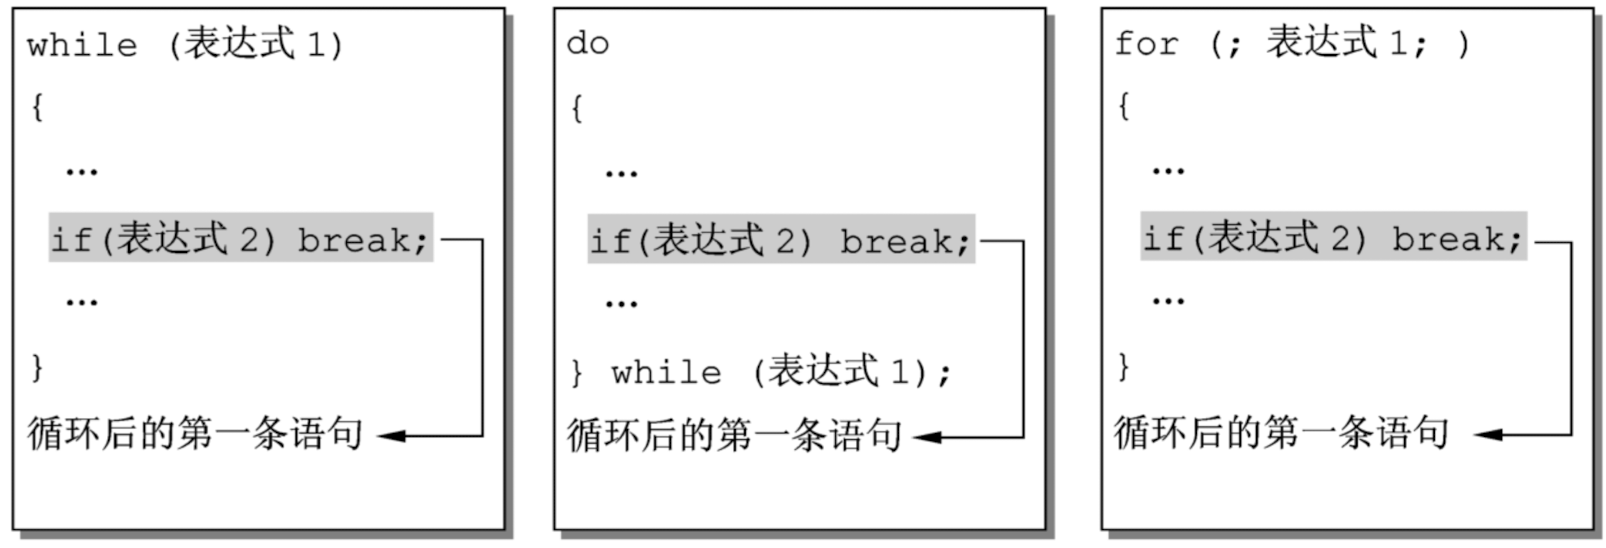 while (表达式1)
{
...
if(表达式2) break;
...
}
循环后的第一条语句
do
{
...
if(表达式2) break;
...
} while (表达式1);
循环后的第一条语句
for (; 表达式1; )
{
...
if(表达式2) break;
...
}
循环后的第一条语句